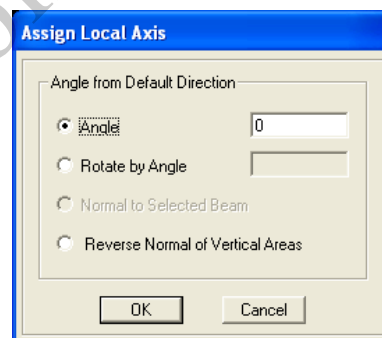 Assign Local Axis
Angle from Default Direction
Angle 0
Rotate by Angle
Normal to Selected Beam
Reverse Normal of Vertical Areas
OK Cancel